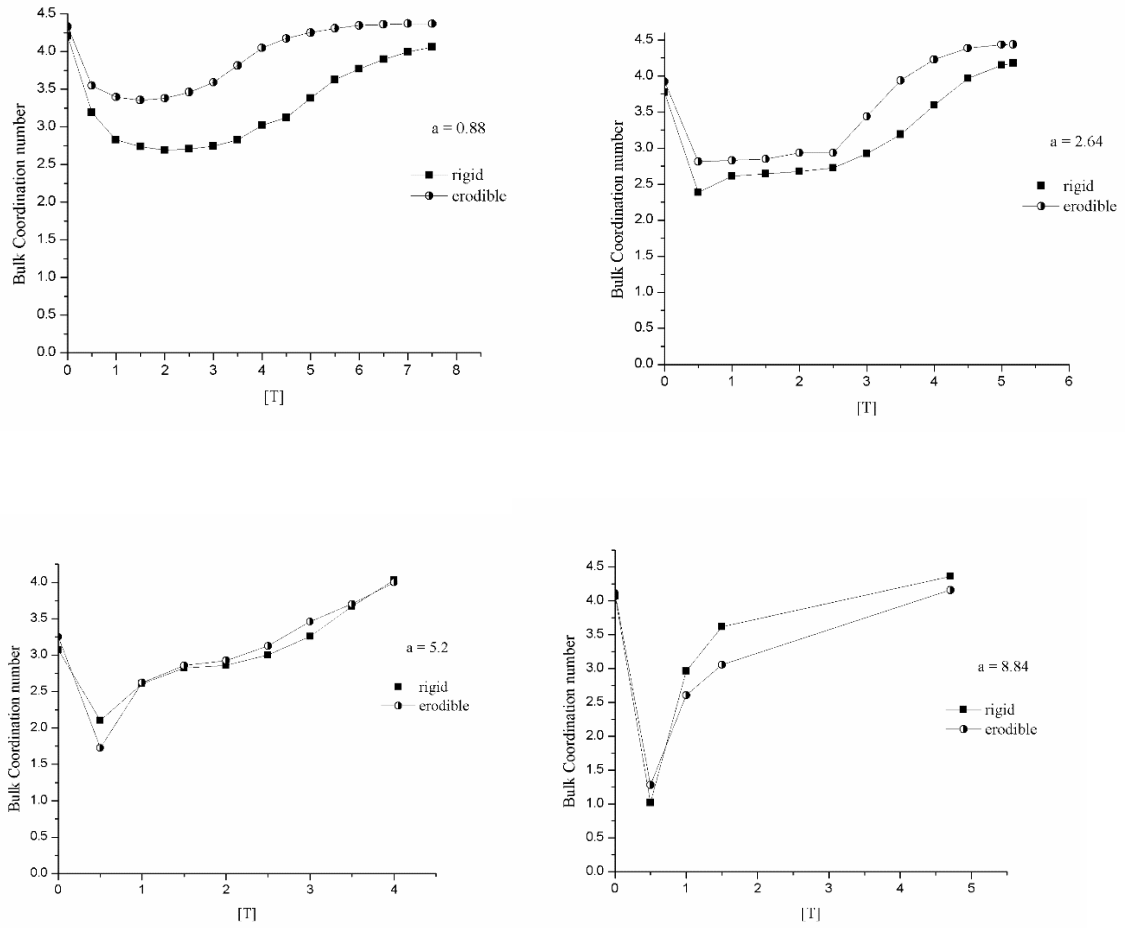 4.5
4.0
3.5
3.0
2.5
2.0
1.5
1.0
0.5
0.0
Bulk Coordination number
0 1 2 3 4 5 6 7 8
[T]
a = 0.88
rigid
erodible
4.5
4.0
3.5
3.0
2.5
2.0
1.5
1.0
0.5
0.0
Bulk Coordination number
0 1 2 3 4 5 6
[T]
a = 2.64
rigid
erodible
4.0
3.5
3.0
2.5
2.0
1.5
1.0
0.5
0.0
Bulk Coordination number
0 1 2 3 4
[T]
a = 5.2
rigid
erodible
4.5
4.0
3.5
3.0
2.5
2.0
1.5
1.0
0.5
0.0
Bulk Coordination number
0 1 2 3 4 5
[T]
a = 8.84
rigid
erodible